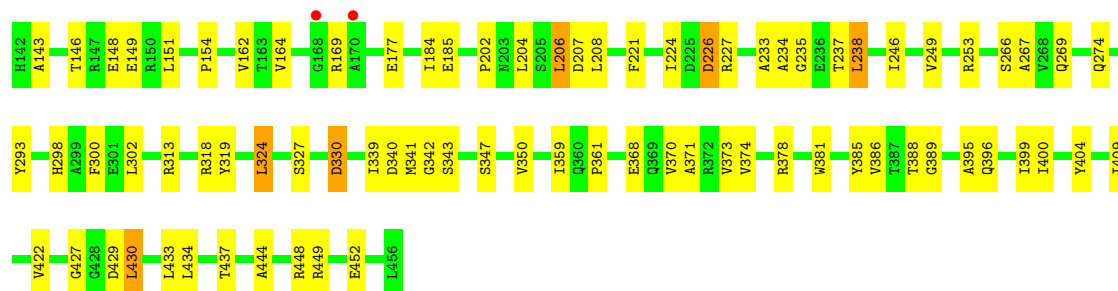 H142 A143 T146 R147 E148 E149 R150 L151 P154 V162 T163 V164 G168 R169 A170 E177 I184 E185 P202 N203 L204 S205 L206 D207 L208 F221 I224 D225 D226 R227 A233 A234 G235 E236 T237 L238 I246 V249 R253 S266 A267 V268 Q269 Q274
Y293 H298 A299 F300 E301 L302 R313 R318 Y319 L324 S327 D330 I339 D340 M341 G342 S343 S347 V350 I359 Q360 P361 E368 Q369 V370 A371 R372 V373 V374 R378 W381 Y385 V386 T387 T388 G389 A395 Q396 I399 I400 Y404
V422 G427 G428 D429 L430 L433 L434 T437 A444 R448 R449 E452 L456